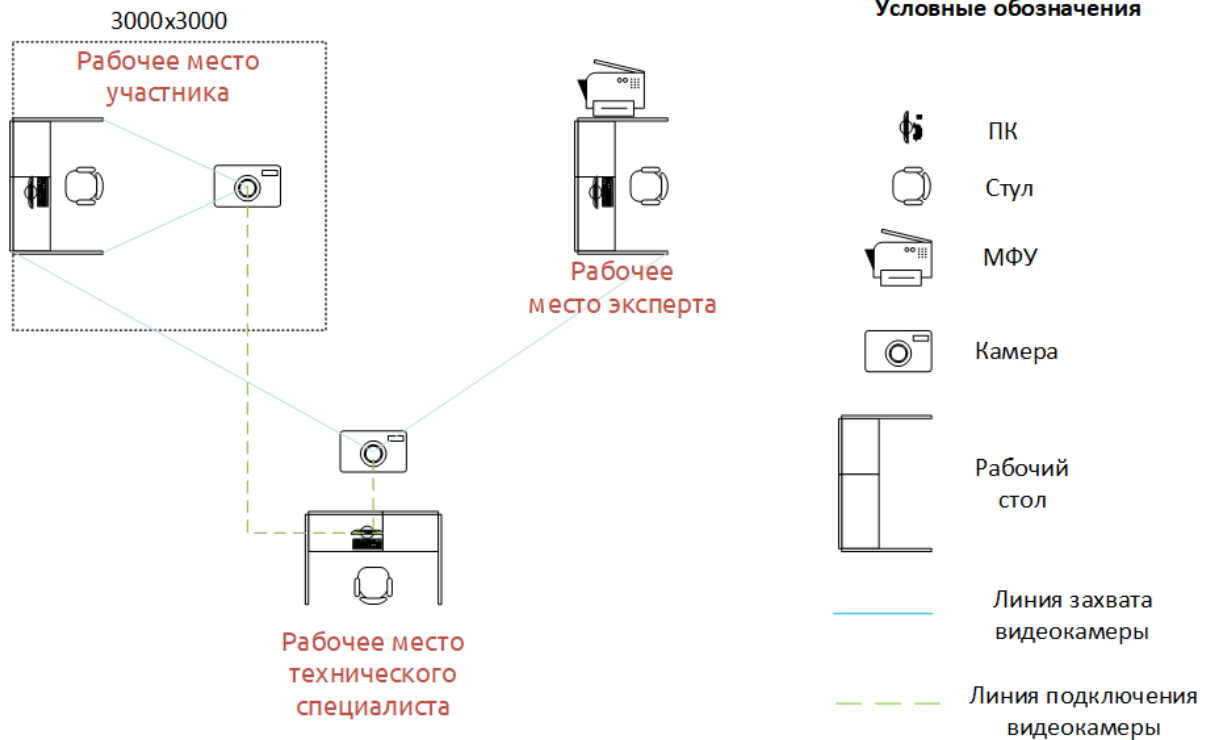 Условные обозначения
3000х3000
Рабочее место
участника
Рабочее
место эксперта
Рабочее место
технического
специалиста
ПК
Стул
МФУ
Камера
Рабочий
стол
Линия захвата
видеокамеры
Линия подключения
видеокамеры